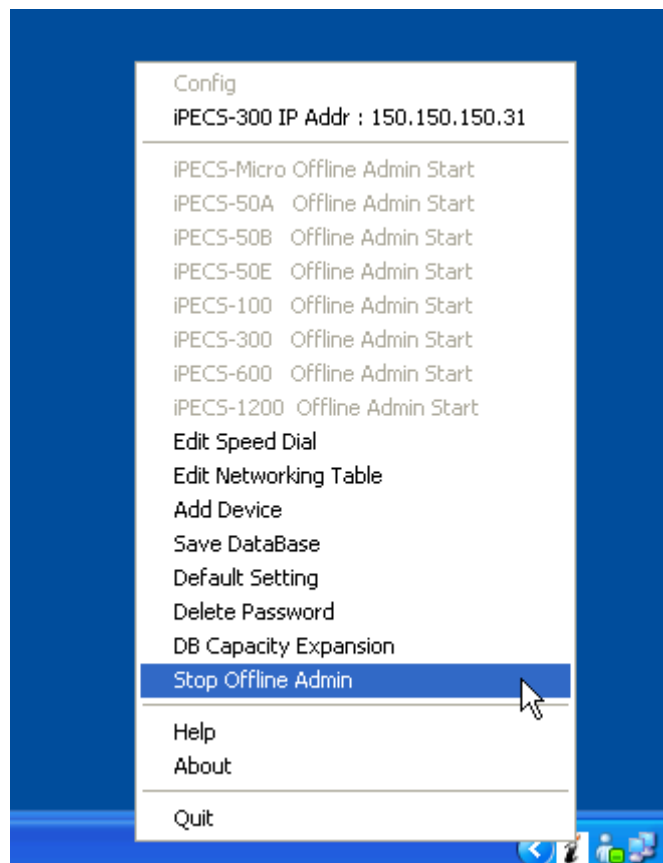 Config
iPECS-300 IP Addr : 150.150.150.31
iPECS-Micro Offline Admin Start
iPECS-50A Offline Admin Start
iPECS-50B Offline Admin Start
iPECS-50E Offline Admin Start
iPECS-100 Offline Admin Start
iPECS-300 Offline Admin Start
iPECS-600 Offline Admin Start
iPECS-1200 Offline Admin Start
Edit Speed Dial
Edit Networking Table
Add Device
Save DataBase
Default Setting
Delete Password
DB Capacity Expansion
Stop Offline Admin
Help
About
Quit